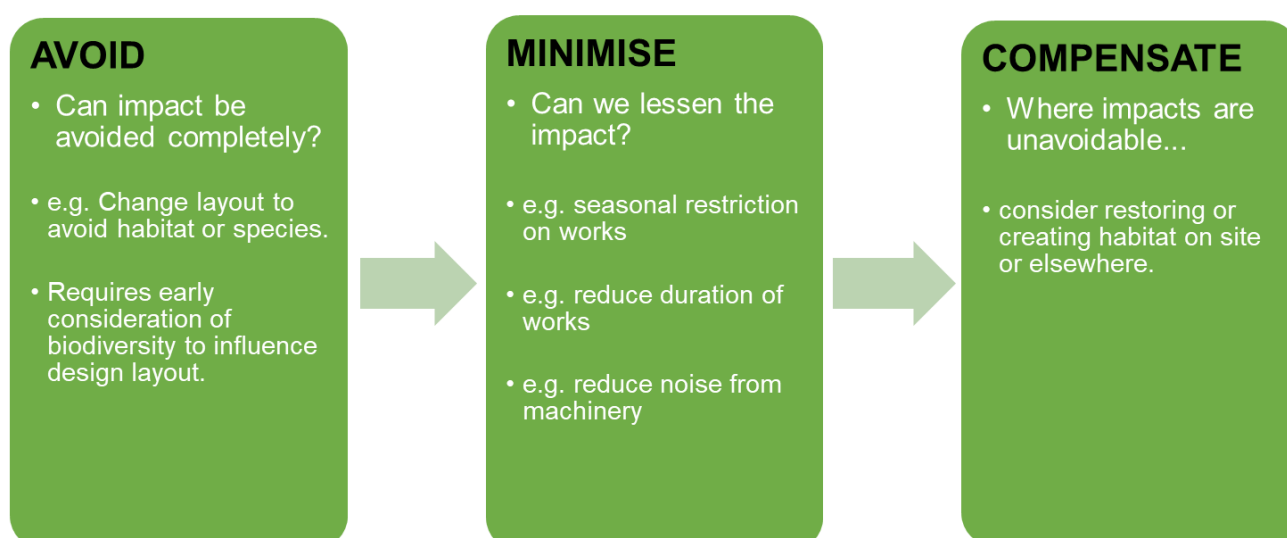 AVOID
• Can impact be
avoided completely?
• e.g. Change layout to
avoid habitat or species.
• Requires early
consideration of
biodiversity to influence
design layout.
MINIMISE
• Can we lessen the
impact?
• e.g. seasonal restriction
on works
• e.g. reduce duration of
works
• e.g. reduce noise from
machinery
COMPENSATE
• Where impacts are
unavoidable...
• consider restoring or
creating habitat on site
or elsewhere.